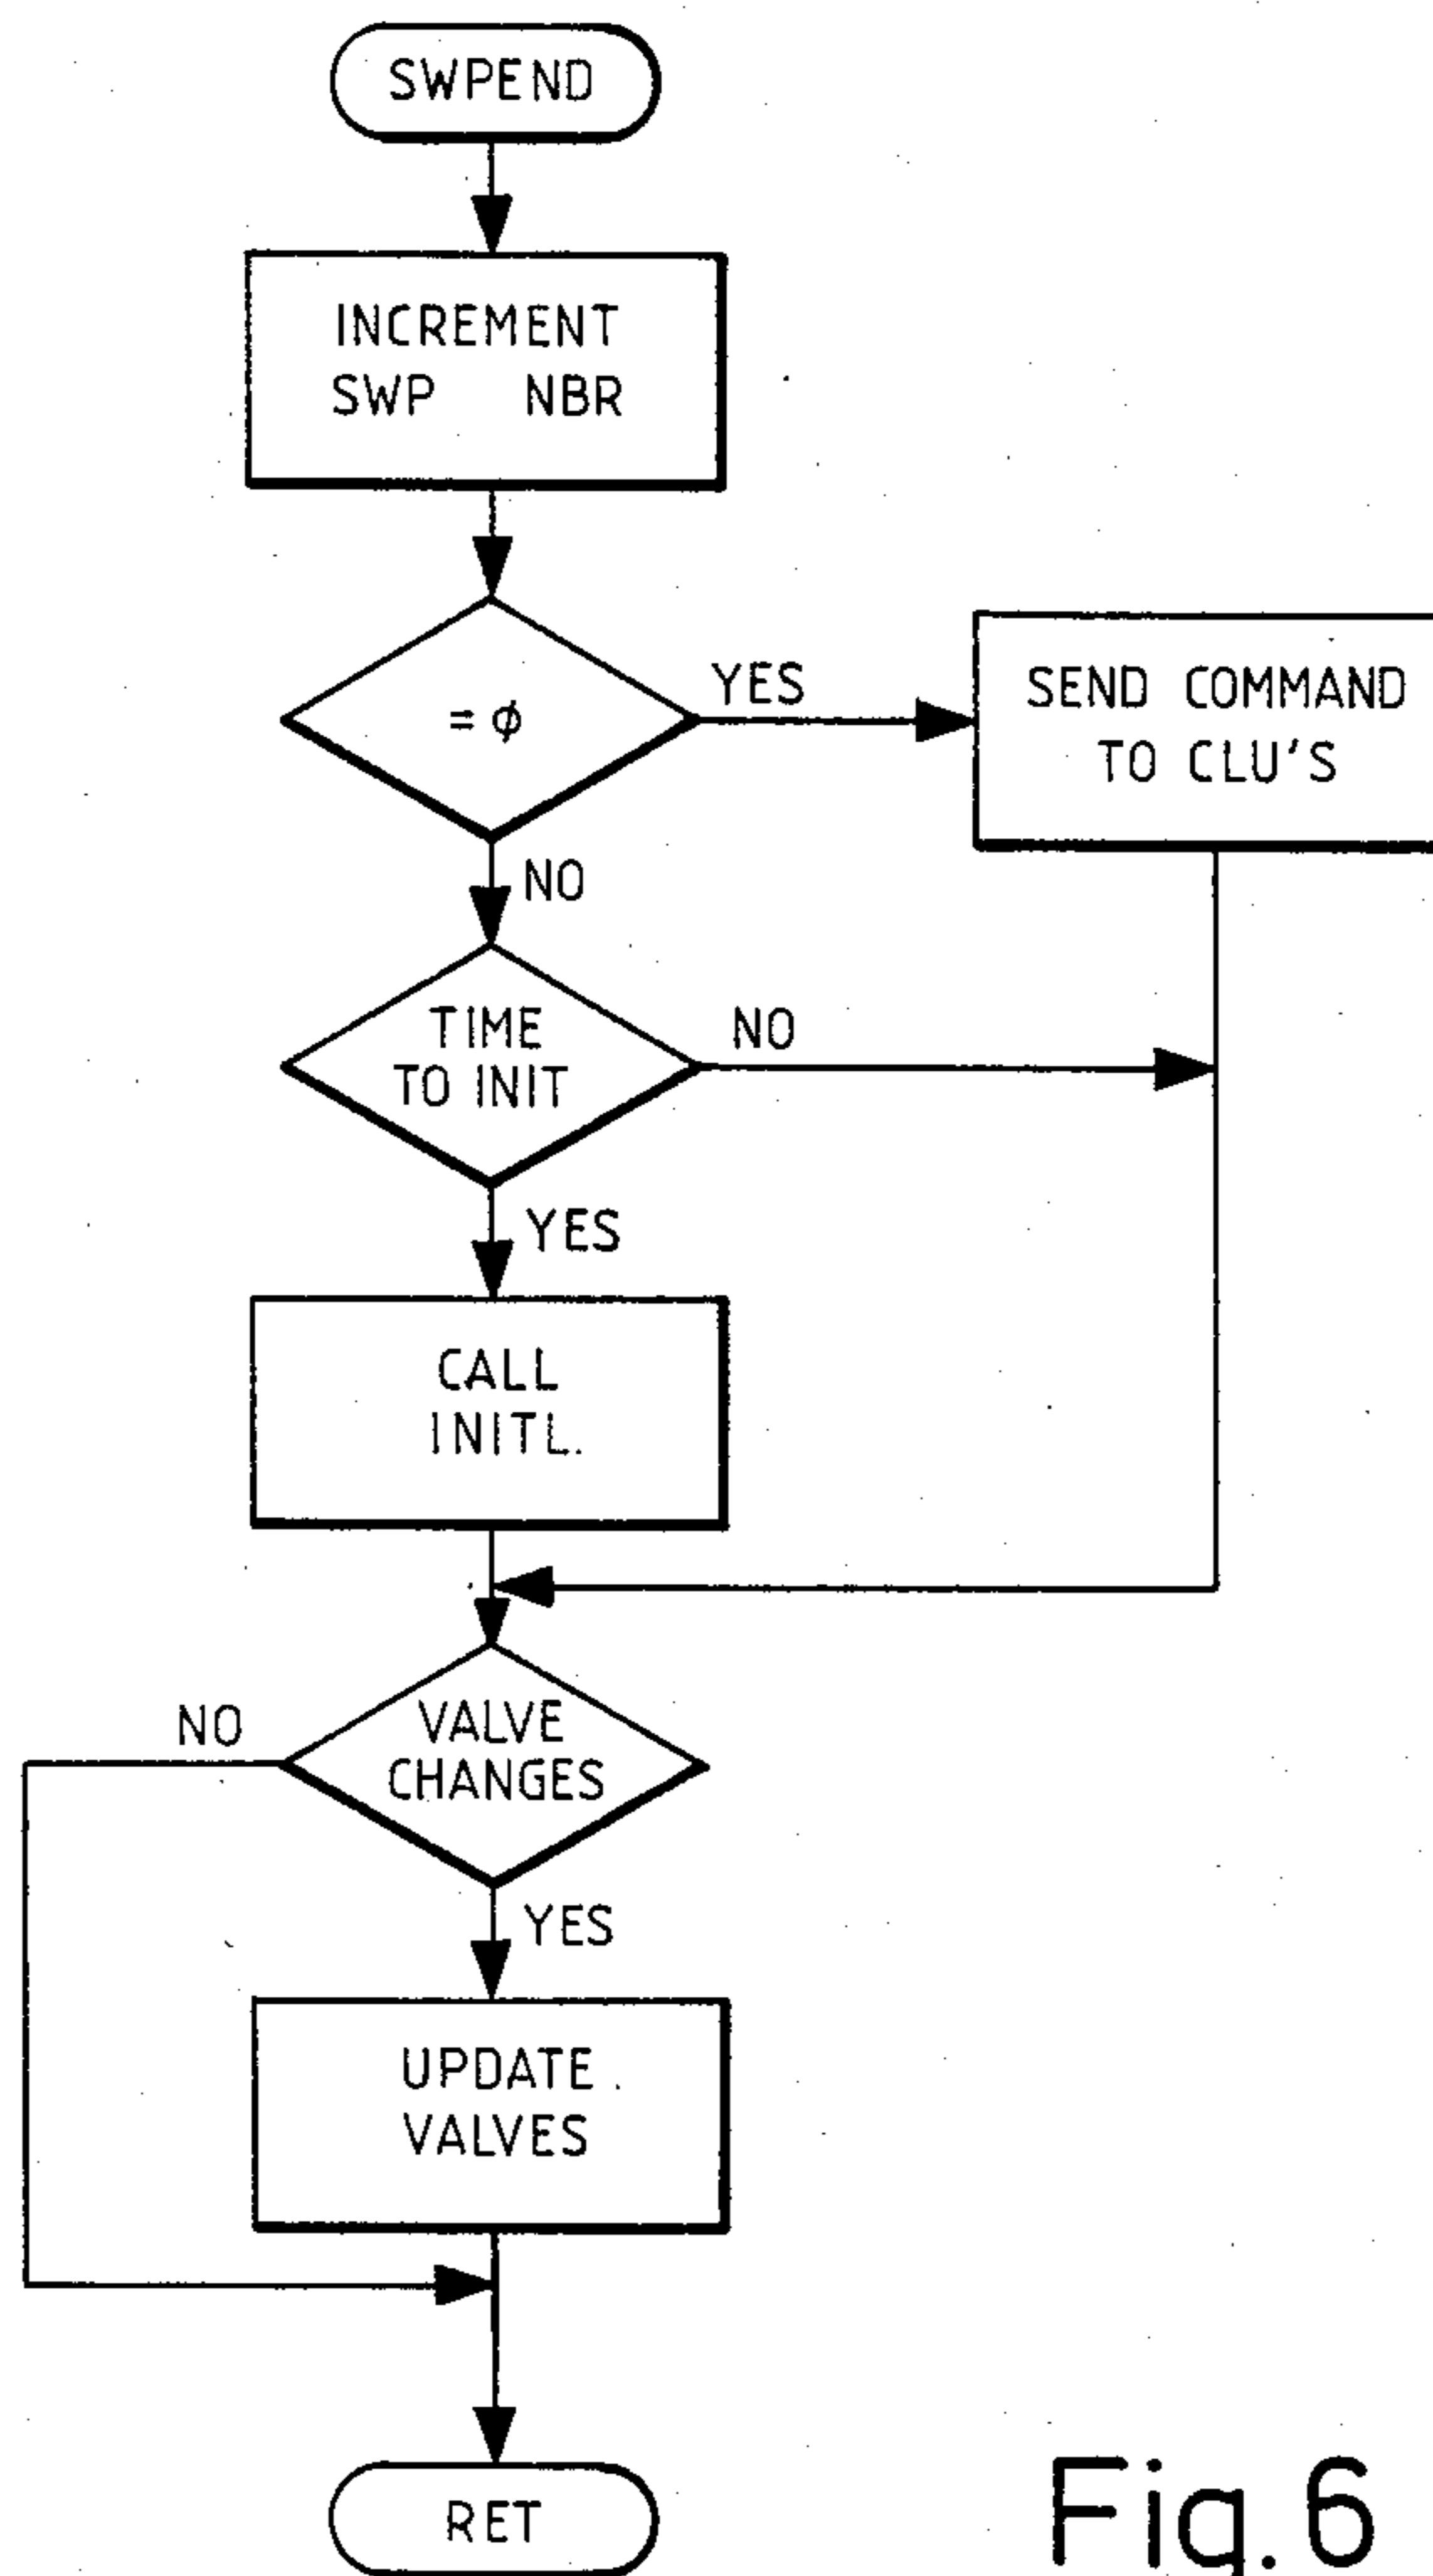 SWPEND
INCREMENT
SWP NBR
= φ
YES
SEND COMMAND
TO CLU'S
NO
TIME
TO INIT
NO
YES
CALL
INITL.
NO
VALVE
CHANGES
YES
UPDATE
VALVES
RET
Fig.6